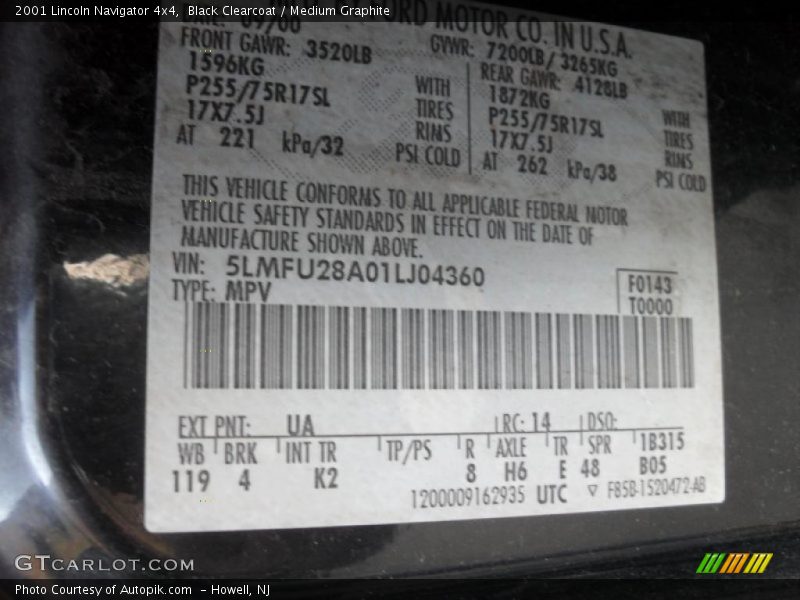 2001 Lincoln Navigator 4x4, Black Clearcoat / Medium Graphite
MOTOR CO. IN U.S.A.
FRONT GAWR: 3520LB
1596KG
P255/75R17SL
17X7.5J
AT 221 kPa/32
WITH
TIRES
RIMS
PSI COLD
GVWR: 7200LB/ 3265KG
REAR GAWR: 4128LB
1872KG
P255/75R17SL
17X7.5J
AT 262 kPa/38
WITH
TIRES
RIMS
PSI COLD
THIS VEHICLE CONFORMS TO ALL APPLICABLE FEDERAL MOTOR
VEHICLE SAFETY STANDARDS IN EFFECT ON THE DATE OF
MANUFACTURE SHOWN ABOVE.
VIN: 5LMFU28A01LJ04360
TYPE: MPV
F0143
T0000
EXT PNT: UA RC: 14 DSO:
WB BRK INT TR TP/PS R AXLE TR SPR 1B315
119 4 K2 8 H6 E 48 B05
1200009162935 UTC ▽ F85B-1520472-AB
GTCARLOT.COM
Photo Courtesy of Autopik.com - Howell, NJ